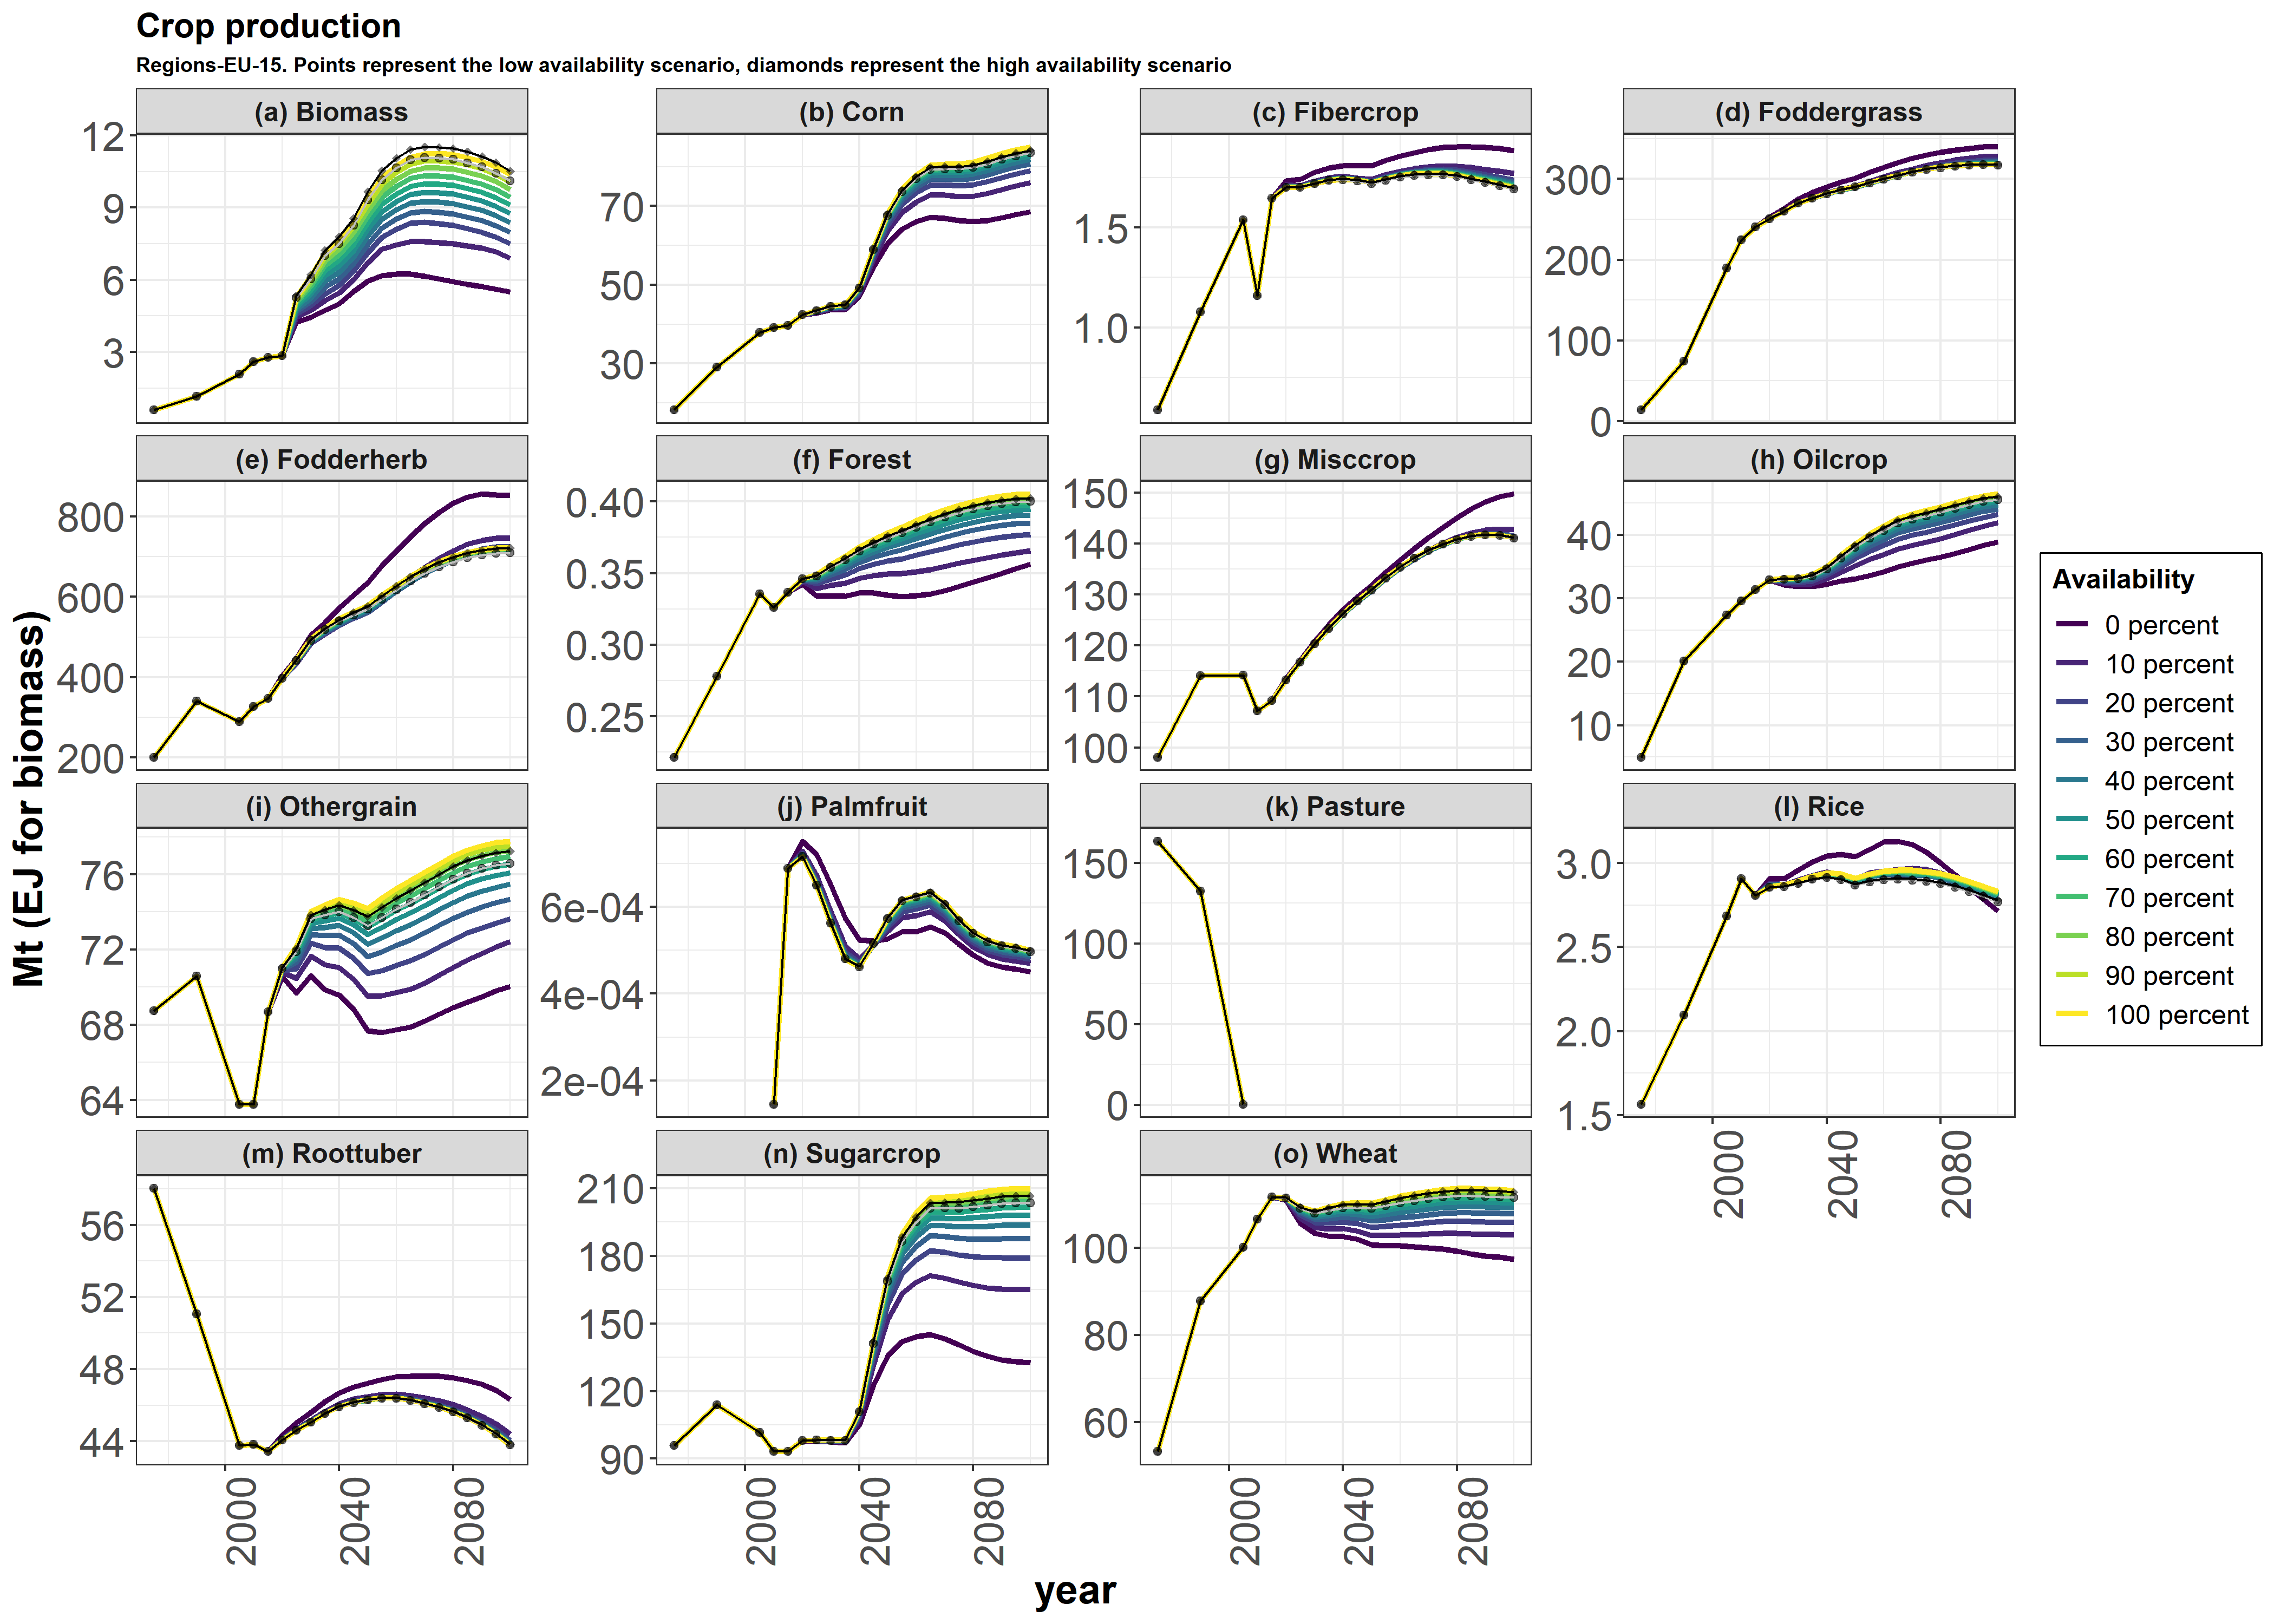 Crop production
Regions-EU-15. Points represent the low availability scenario, diamonds represent the high availability scenario
(a) Biomass
(b) Corn
(c) Fibercrop
(d) Foddergrass
12
9
6
3
70
50
30
1.5
1.0
300
200
100
0
(e) Fodderherb
(f) Forest
(g) Misccrop
(h) Oilcrop
800
600
400
200
0.40
0.35
0.30
0.25
150
140
130
120
110
100
40
30
20
10
(i) Othergrain
(j) Palmfruit
(k) Pasture
(l) Rice
76
72
68
64
6e-04
4e-04
2e-04
150
100
50
0
3.0
2.5
2.0
1.5
2000
2040
2080
(m) Roottuber
(n) Sugarcrop
(o) Wheat
56
52
48
44
210
180
150
120
90
100
80
60
2000
2040
2080
2000
2040
2080
2000
2040
2080
year
Mt (EJ for biomass)
Availability
0 percent
10 percent
20 percent
30 percent
40 percent
50 percent
60 percent
70 percent
80 percent
90 percent
100 percent